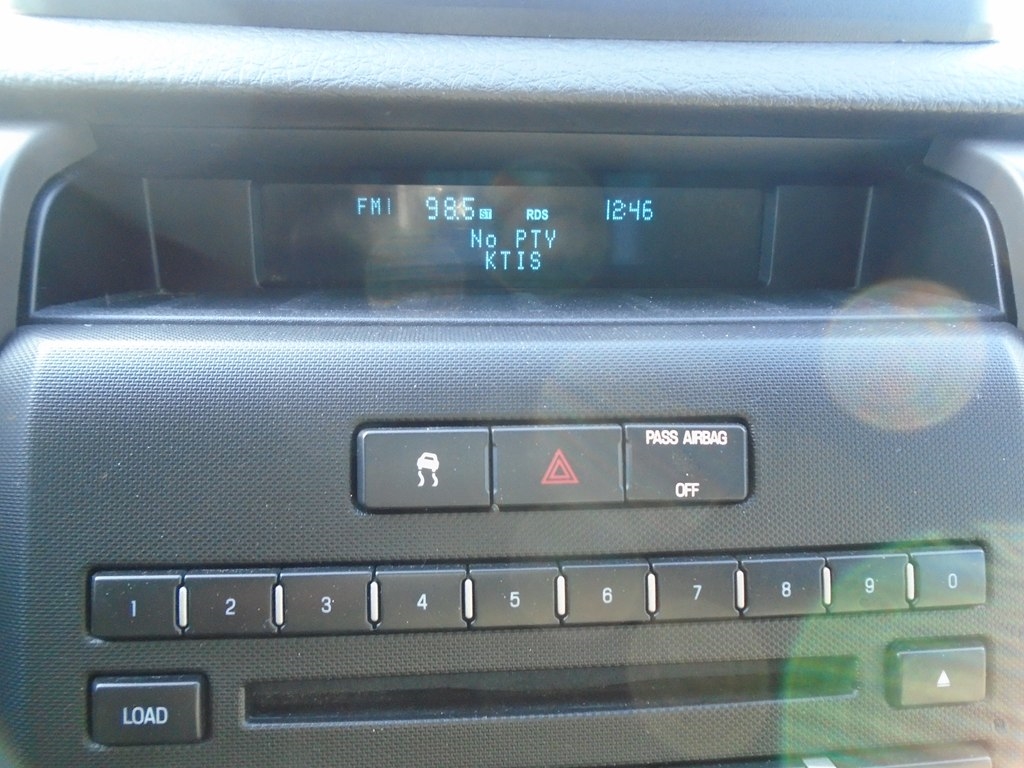 FM1 98.5 ST RDS 12:46
No PTY
KTIS
PASS AIRBAG
OFF
1 2 3 4 5 6 7 8 9 0
LOAD